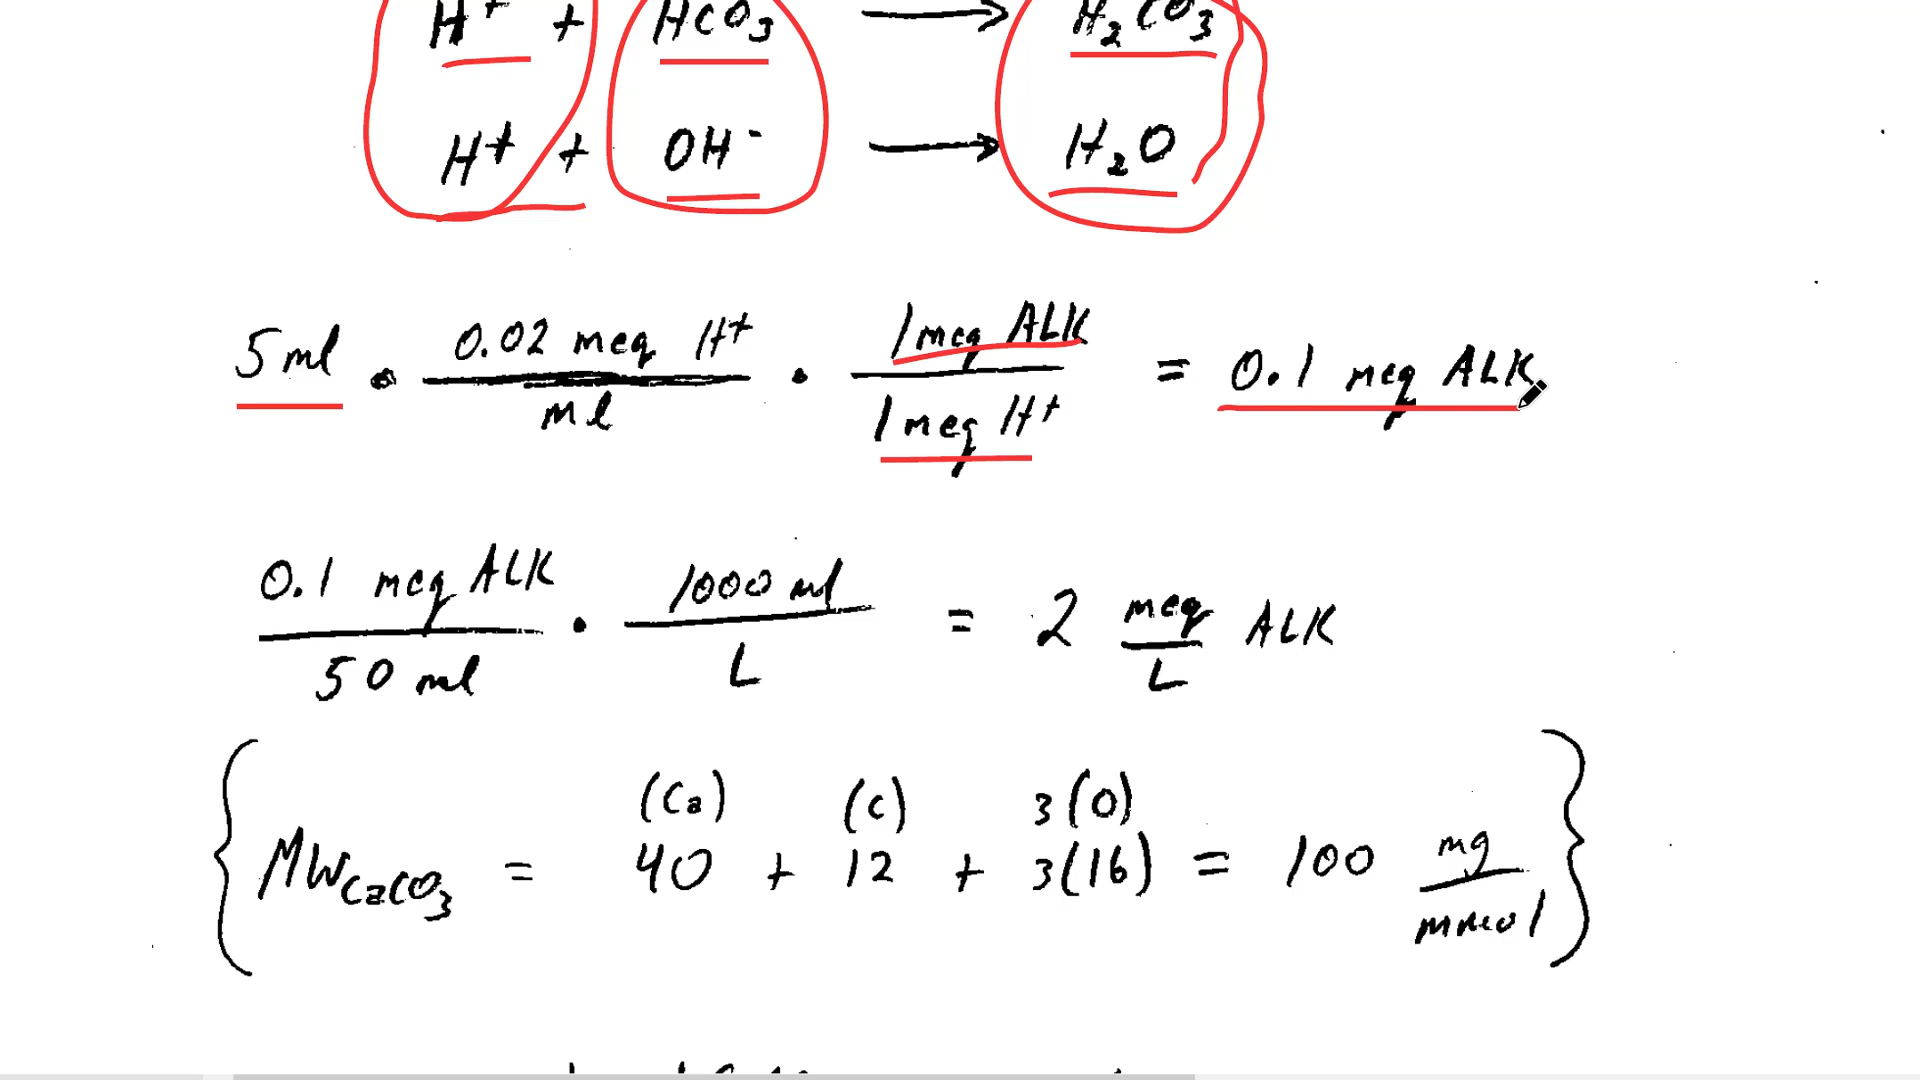 H⁺ + HCO₃ → H₂CO₃
H⁺ + OH⁻ → H₂O
5 ml • 0.02 meq H⁺ / ml • 1 meq ALK / 1 meq H⁺ = 0.1 meq ALK
0.1 meq ALK / 50 ml • 1000 ml / L = 2 meq / L ALK
(Ca) (C) 3(O)
{ MW CaCO₃ = 40 + 12 + 3(16) = 100 mg / mmol }